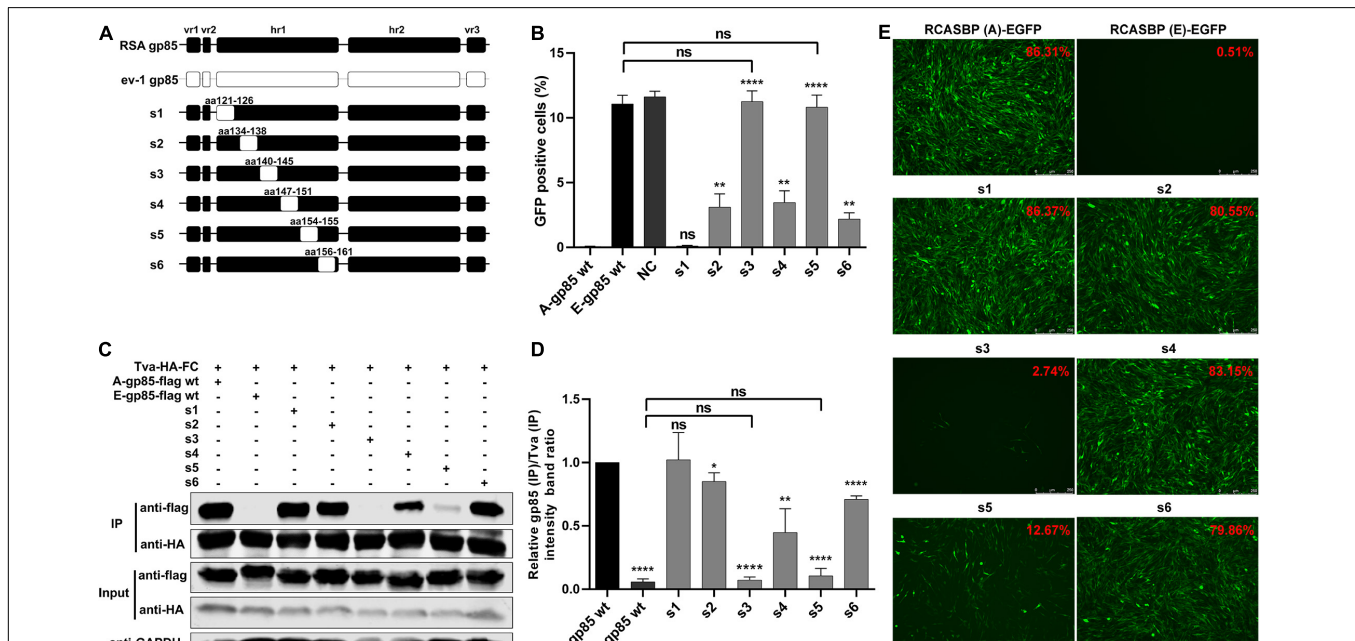 A
vr1 vr2 hr1 hr2 vr3
RSA gp85
ev-1 gp85
aa121-126
s1
aa134-138
s2
aa140-145
s3
aa147-151
s4
aa154-155
s5
aa156-161
s6
B
ns
ns
GFP positive cells (%)
15
10
5
0
ns
**
****
**
****
**
A-gp85 wt
E-gp85 wt
NC
s1
s2
s3
s4
s5
s6
C
Tva-HA-FC + + + + + + + +
A-gp85-flag wt + - - - - - - -
E-gp85-flag wt - + - - - - - -
s1 - - + - - - - -
s2 - - - + - - - -
s3 - - - - + - - -
s4 - - - - - + - -
s5 - - - - - - + -
s6 - - - - - - - +
IP
anti-flag
anti-HA
Input
anti-flag
anti-HA
D
ns
ns
Relative gp85 (IP)/Tva (IP)
intensity band ratio
1.5
1.0
0.5
0.0
****
ns
*
****
**
****
****
gp85 wt
gp85 wt
s1
s2
s3
s4
s5
s6
E
RCASBP (A)-EGFP
RCASBP (E)-EGFP
86.31%
0.51%
s1
s2
86.37%
80.55%
s3
s4
2.74%
83.15%
s5
s6
12.67%
79.86%